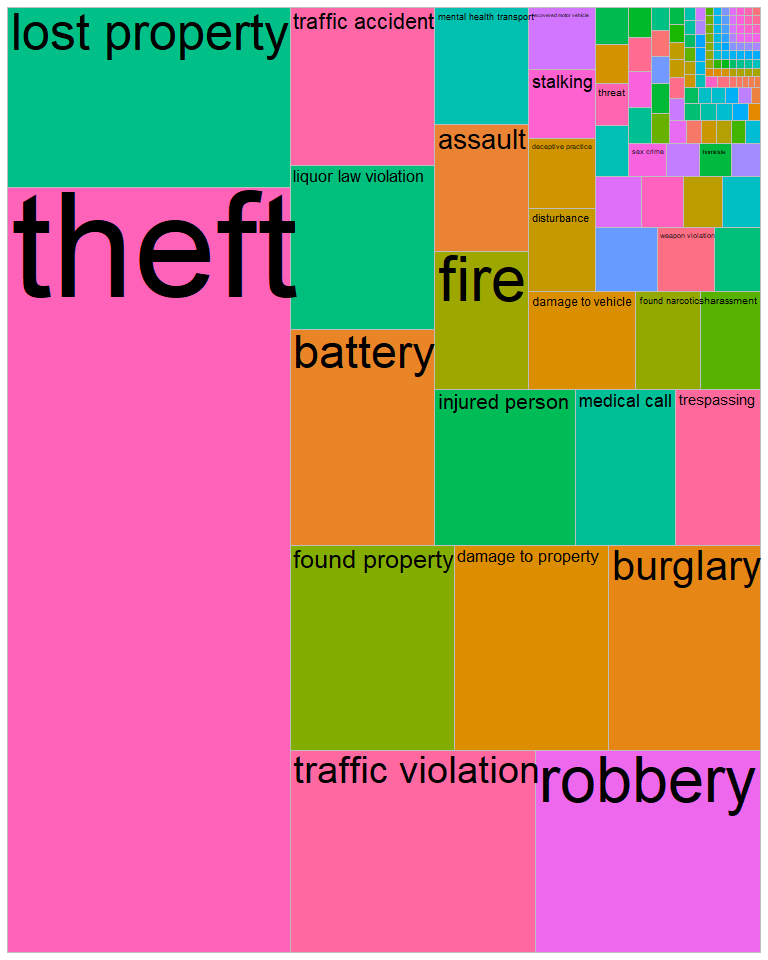 lost property
traffic accident
mental health transport
recovered motor vehicle
stalking
threat
liquor law violation
assault
deceptive practice
sex crime
homicide
theft
disturbance
weapon violation
fire
damage to vehicle
found narcotics
harassment
battery
injured person
medical call
trespassing
found property
damage to property
burglary
traffic violation
robbery